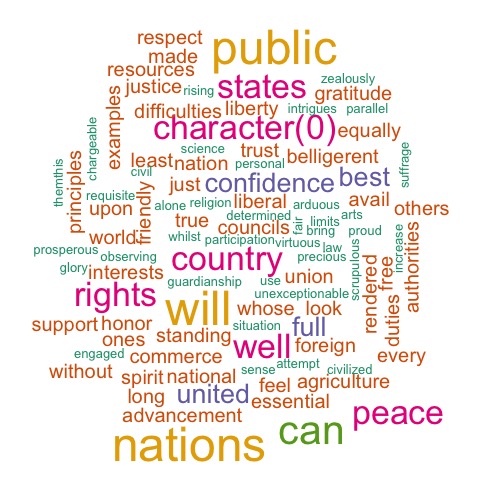 respect
public
made
resources
states
zealously
justice
rising
gratitude
examples
difficulties
liberty
intrigues
parallel
character(0)
equally
chargeable
science
trust
least
nation
personal
belligerent
suffrage
themthis
principles
civil
just
confidence
best
requisite
friendly
alone
religion
liberal
arduous
avail
upon
determined
arts
others
true
councils
fair
limits
bring
proud
world
whilst
participation
virtuous
law
prosperous
observing
country
precious
scrupulous
increase
authorities
glory
interests
guardianship
use
union
free
rights
will
unexceptionable
rendered
whose
look
duties
support
honor
situation
full
ones
standing
well
foreign
engaged
commerce
attempt
every
without
spirit
national
sense
civilized
long
united
feel
agriculture
advancement
essential
peace
can
nations